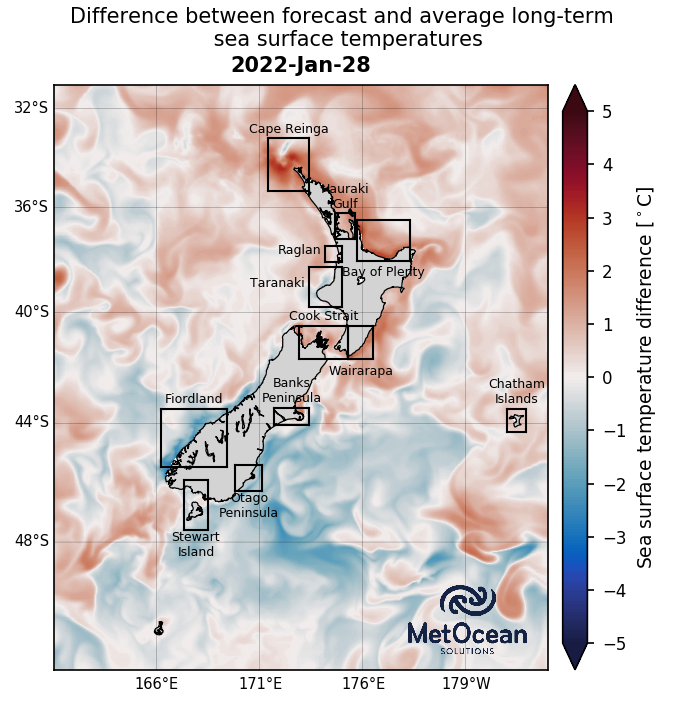 Difference between forecast and average long-term
sea surface temperatures
2022-Jan-28
32°S
36°S
40°S
44°S
48°S
Cape Reinga
Hauraki
Gulf
Raglan
Bay of Plenty
Taranaki
Cook Strait
Wairarapa
Banks
Peninsula
Fiordland
Chatham
Islands
Otago
Peninsula
Stewart
Island
MetOcean
SOLUTIONS
166°E
171°E
176°E
179°W
5
4
3
2
1
0
−1
−2
−3
−4
−5
Sea surface temperature difference [°C]